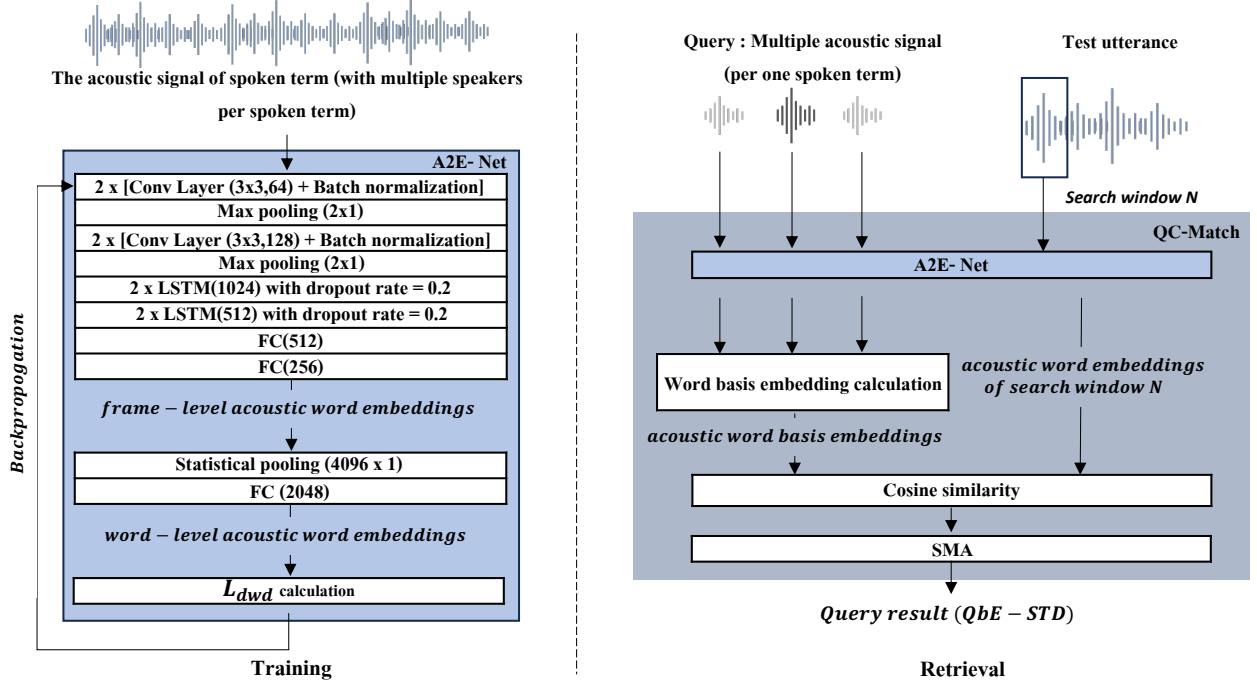 The acoustic signal of spoken term (with multiple speakers
per spoken term)
A2E- Net
2 x [Conv Layer (3x3,64) + Batch normalization]
Max pooling (2x1)
2 x [Conv Layer (3x3,128) + Batch normalization]
Max pooling (2x1)
2 x LSTM(1024) with dropout rate = 0.2
2 x LSTM(512) with dropout rate = 0.2
FC(512)
FC(256)
frame − level acoustic word embeddings
Statistical pooling (4096 x 1)
FC (2048)
word − level acoustic word embeddings
L_dwd calculation
Backpropogation
Training
Query : Multiple acoustic signal
(per one spoken term)
Test utterance
Search window N
QC-Match
A2E- Net
Word basis embedding calculation
acoustic word embeddings
of search window N
acoustic word basis embeddings
Cosine similarity
SMA
Query result (QbE − STD)
Retrieval